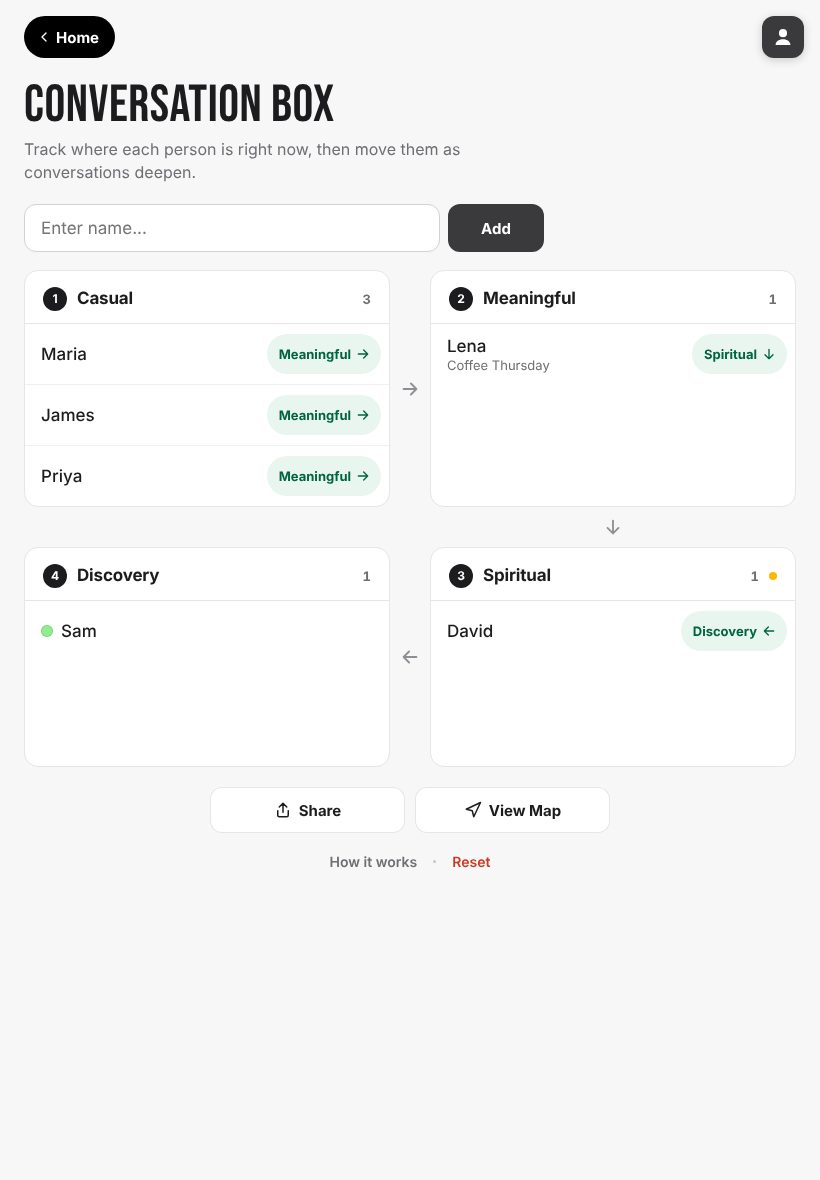 Home
CONVERSATION BOX
Track where each person is right now, then move them as
conversations deepen.
Enter name...
Add
1 Casual 3
Maria Meaningful →
James Meaningful →
Priya Meaningful →
→
2 Meaningful 1
Lena Spiritual ↓
Coffee Thursday
↓
4 Discovery 1
Sam
←
3 Spiritual 1
David Discovery ←
Share
View Map
How it works · Reset